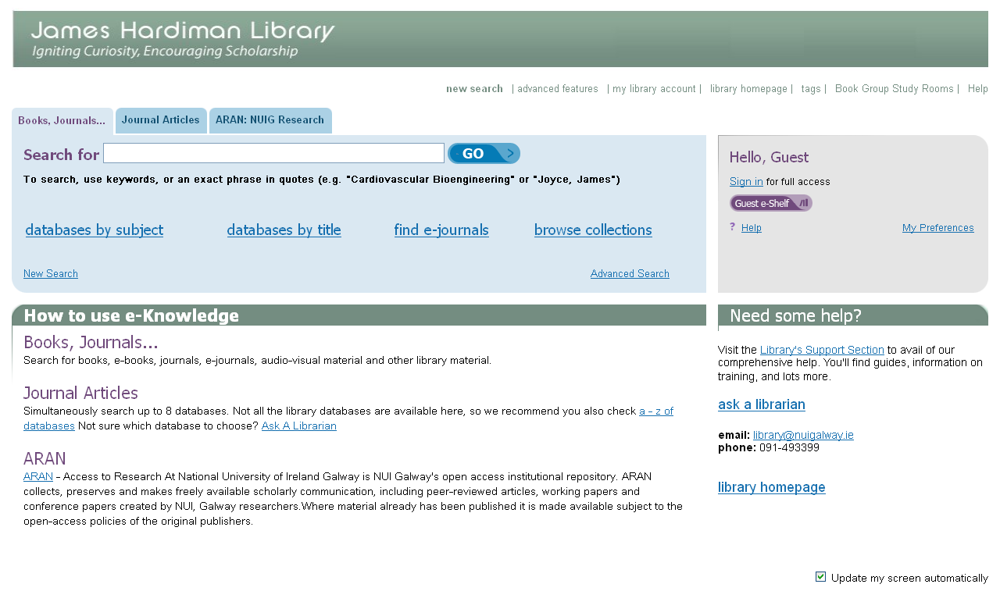 James Hardiman Library
Igniting Curiosity, Encouraging Scholarship
new search | advanced features | my library account | library homepage | tags | Book Group Study Rooms | Help
Books, Journals... Journal Articles ARAN: NUIG Research
Search for GO
To search, use keywords, or an exact phrase in quotes (e.g. "Cardiovascular Bioengineering" or "Joyce, James")
databases by subject databases by title find e-journals browse collections
New Search Advanced Search
Hello, Guest
Sign in for full access
Guest e-Shelf
? Help My Preferences
How to use e-Knowledge
Books, Journals...
Search for books, e-books, journals, e-journals, audio-visual material and other library material.
Journal Articles
Simultaneously search up to 8 databases. Not all the library databases are available here, so we recommend you also check a - z of
databases Not sure which database to choose? Ask A Librarian
ARAN
ARAN - Access to Research At National University of Ireland Galway is NUI Galway's open access institutional repository. ARAN
collects, preserves and makes freely available scholarly communication, including peer-reviewed articles, working papers and
conference papers created by NUI, Galway researchers.Where material already has been published it is made available subject to the
open-access policies of the original publishers.
Need some help?
Visit the Library's Support Section to avail of our
comprehensive help. You'll find guides, information on
training, and lots more.
ask a librarian
email: library@nuigalway.ie
phone: 091-493399
library homepage
Update my screen automatically